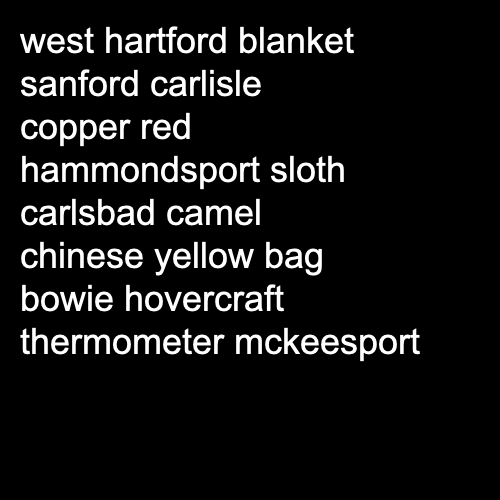 west hartford blanket
sanford carlisle
copper red
hammondsport sloth
carlsbad camel
chinese yellow bag
bowie hovercraft
thermometer mckeesport